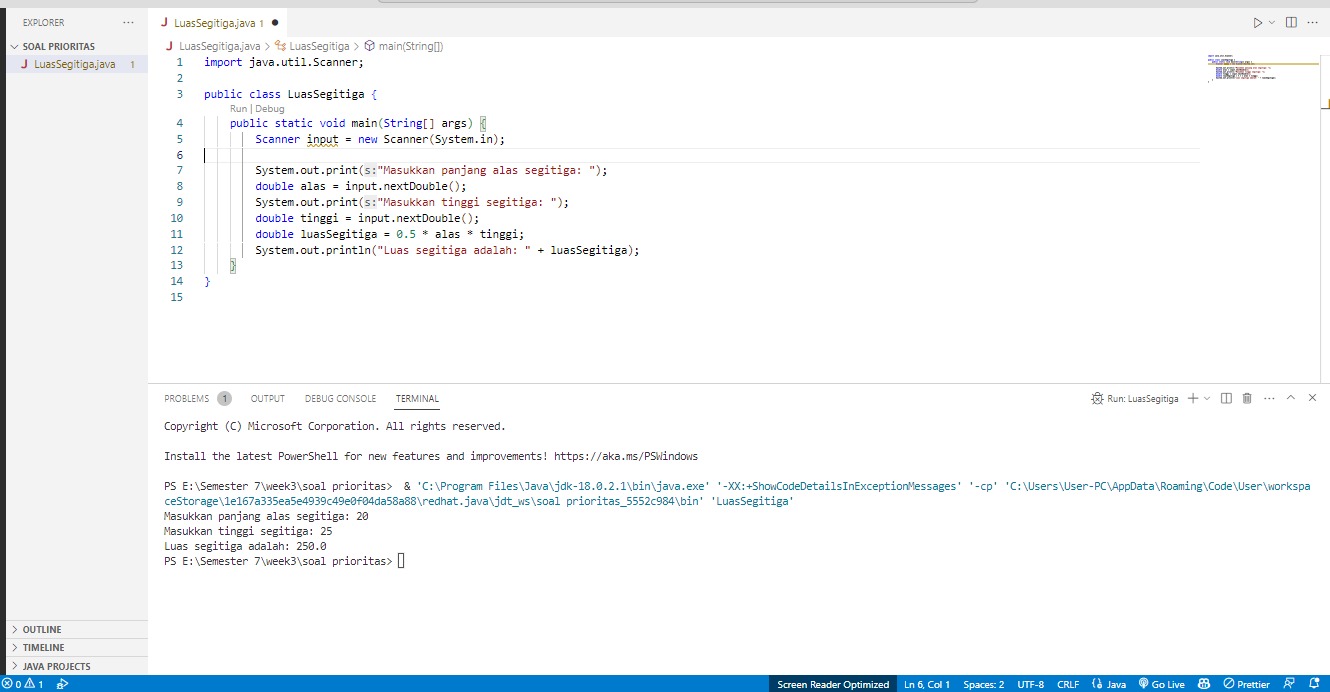 EXPLORER
SOAL PRIORITAS
LuasSegitiga.java 1
LuasSegitiga.java 1
LuasSegitiga.java > LuasSegitiga > main(String[])
1 import java.util.Scanner;
2
3 public class LuasSegitiga {
Run | Debug
4 public static void main(String[] args) {
5 Scanner input = new Scanner(System.in);
6
7 System.out.print(s:"Masukkan panjang alas segitiga: ");
8 double alas = input.nextDouble();
9 System.out.print(s:"Masukkan tinggi segitiga: ");
10 double tinggi = input.nextDouble();
11 double luasSegitiga = 0.5 * alas * tinggi;
12 System.out.println("Luas segitiga adalah: " + luasSegitiga);
13 }
14 }
15
PROBLEMS 1 OUTPUT DEBUG CONSOLE TERMINAL
Run: LuasSegitiga
Copyright (C) Microsoft Corporation. All rights reserved.
Install the latest PowerShell for new features and improvements! https://aka.ms/PSWindows
PS E:\Semester 7\week3\soal prioritas>  & 'C:\Program Files\Java\jdk-18.0.2.1\bin\java.exe' '-XX:+ShowCodeDetailsInExceptionMessages' '-cp' 'C:\Users\User-PC\AppData\Roaming\Code\User\workspa
ceStorage\1e167a335ea5e4939c49e0f04da58a88\redhat.java\jdt_ws\soal prioritas_5552c984\bin' 'LuasSegitiga'
Masukkan panjang alas segitiga: 20
Masukkan tinggi segitiga: 25
Luas segitiga adalah: 250.0
PS E:\Semester 7\week3\soal prioritas>
OUTLINE
TIMELINE
JAVA PROJECTS
0 1
Screen Reader Optimized Ln 6, Col 1 Spaces: 2 UTF-8 CRLF Java Go Live Prettier